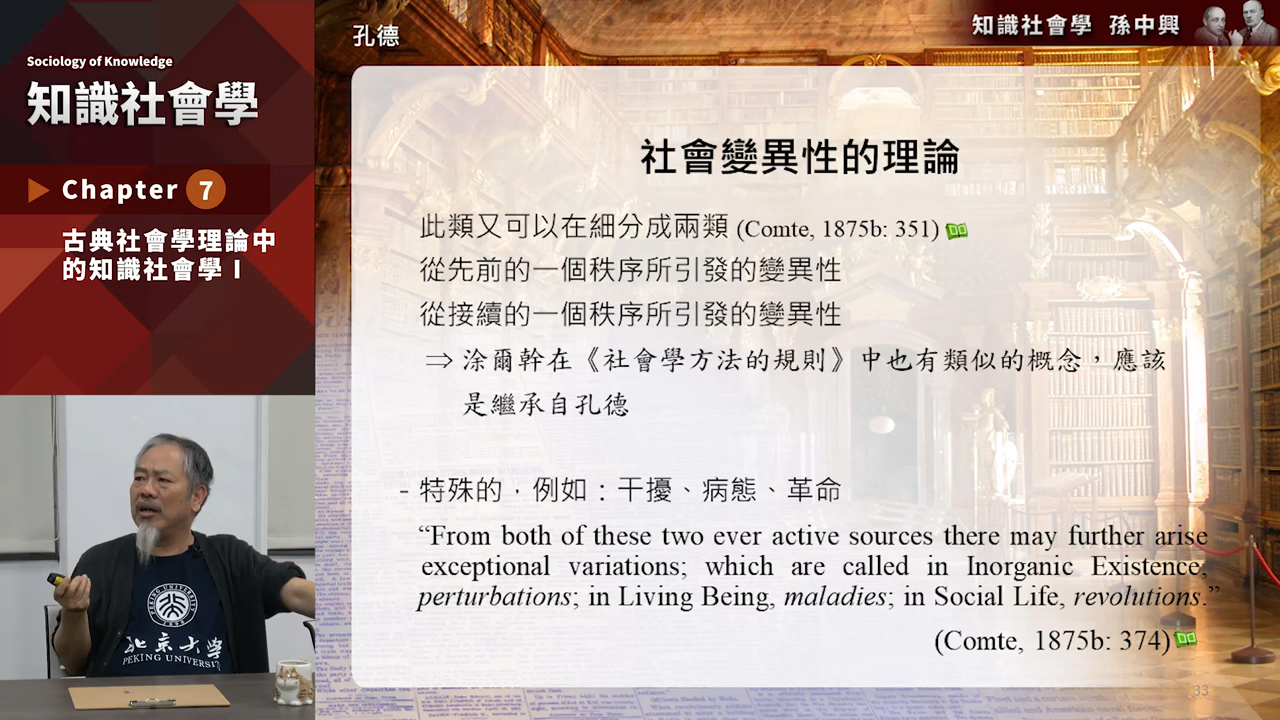 Sociology of Knowledge
知識社會學
Chapter 7
古典社會學理論中
的知識社會學 I
孔德
知識社會學 孫中興
社會變異性的理論
此類又可以在細分成兩類 (Comte, 1875b: 351)
從先前的一個秩序所引發的變異性
從接續的一個秩序所引發的變異性
⇒ 涂爾幹在《社會學方法的規則》中也有類似的概念，應該
是繼承自孔德
- 特殊的，例如：干擾、病態、革命
“From both of these two ever active sources there may further arise
exceptional variations; which are called in Inorganic Existence,
perturbations; in Living Being, maladies; in Social Life, revolutions.”
(Comte, 1875b: 374)
33
北京大学
PEKING UNIVERSITY